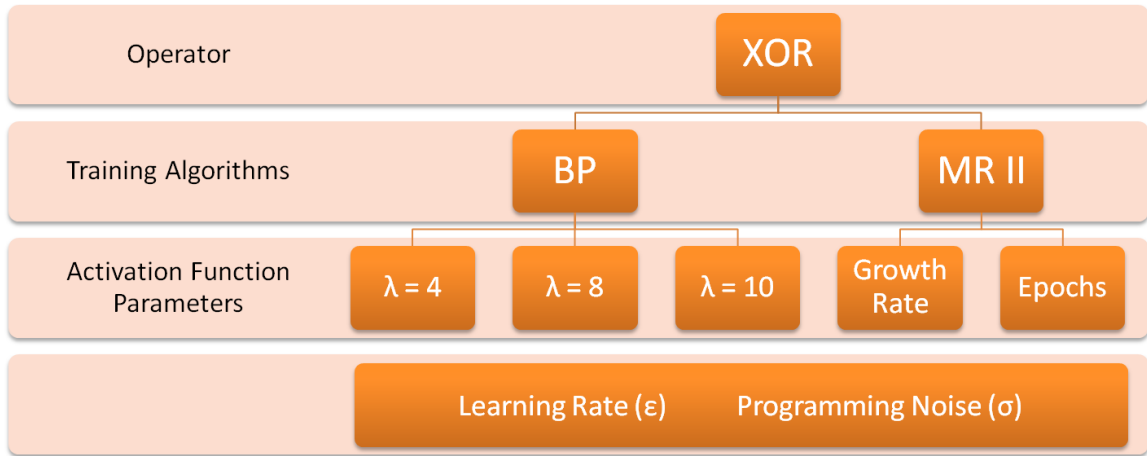 Operator
XOR
Training Algorithms
BP
MR II
Activation Function
Parameters
λ = 4
λ = 8
λ = 10
Growth
Rate
Epochs
Learning Rate (ε)
Programming Noise (σ)